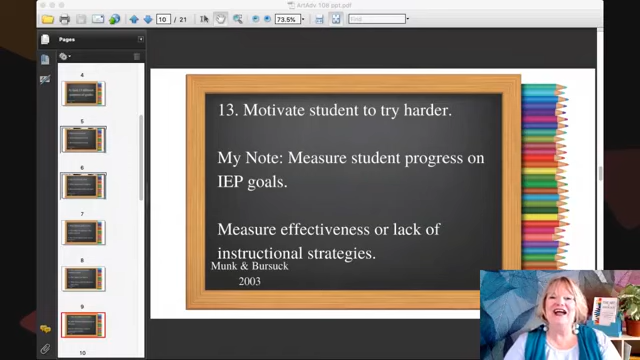 ArtAdv 106 ppt.pdf
10 / 21
73.5%
Find
Pages
4
5
6
7
8
9
10
13. Motivate student to try harder.
My Note: Measure student progress on
IEP goals.
Measure effectiveness or lack of
instructional strategies.
Munk & Bursuck
2003